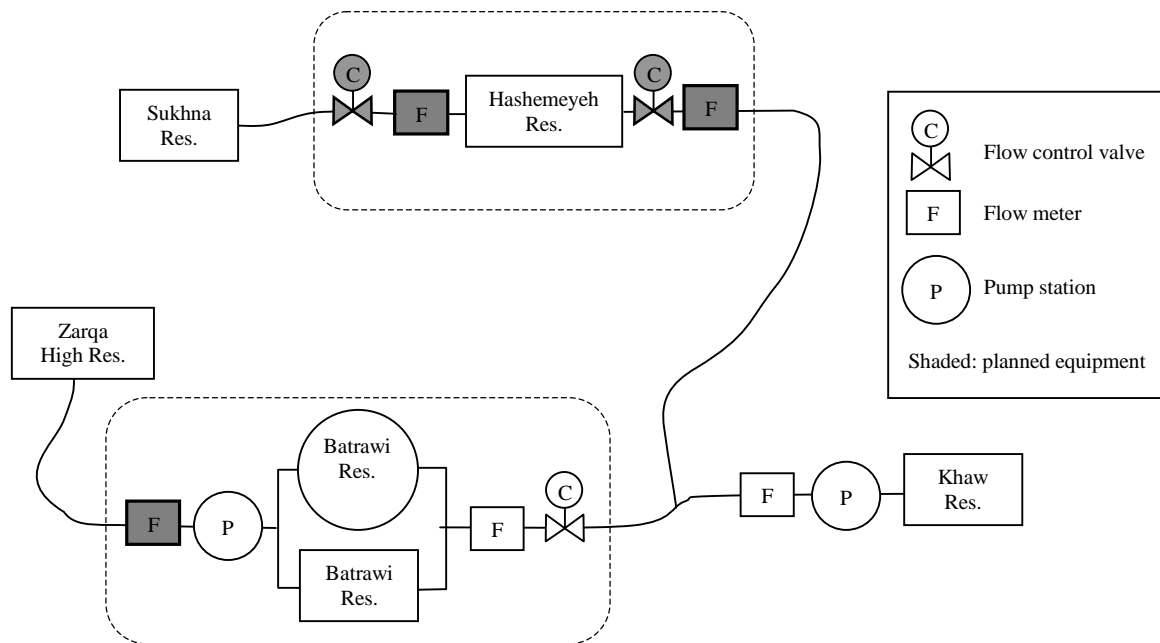 C
C
Sukhna
Res.
F
Hashemeyeh
Res.
F
C
Flow control valve
F
Flow meter
P
Pump station
Shaded: planned equipment
Zarqa
High Res.
F
P
Batrawi
Res.
Batrawi
Res.
F
C
F
P
Khaw
Res.